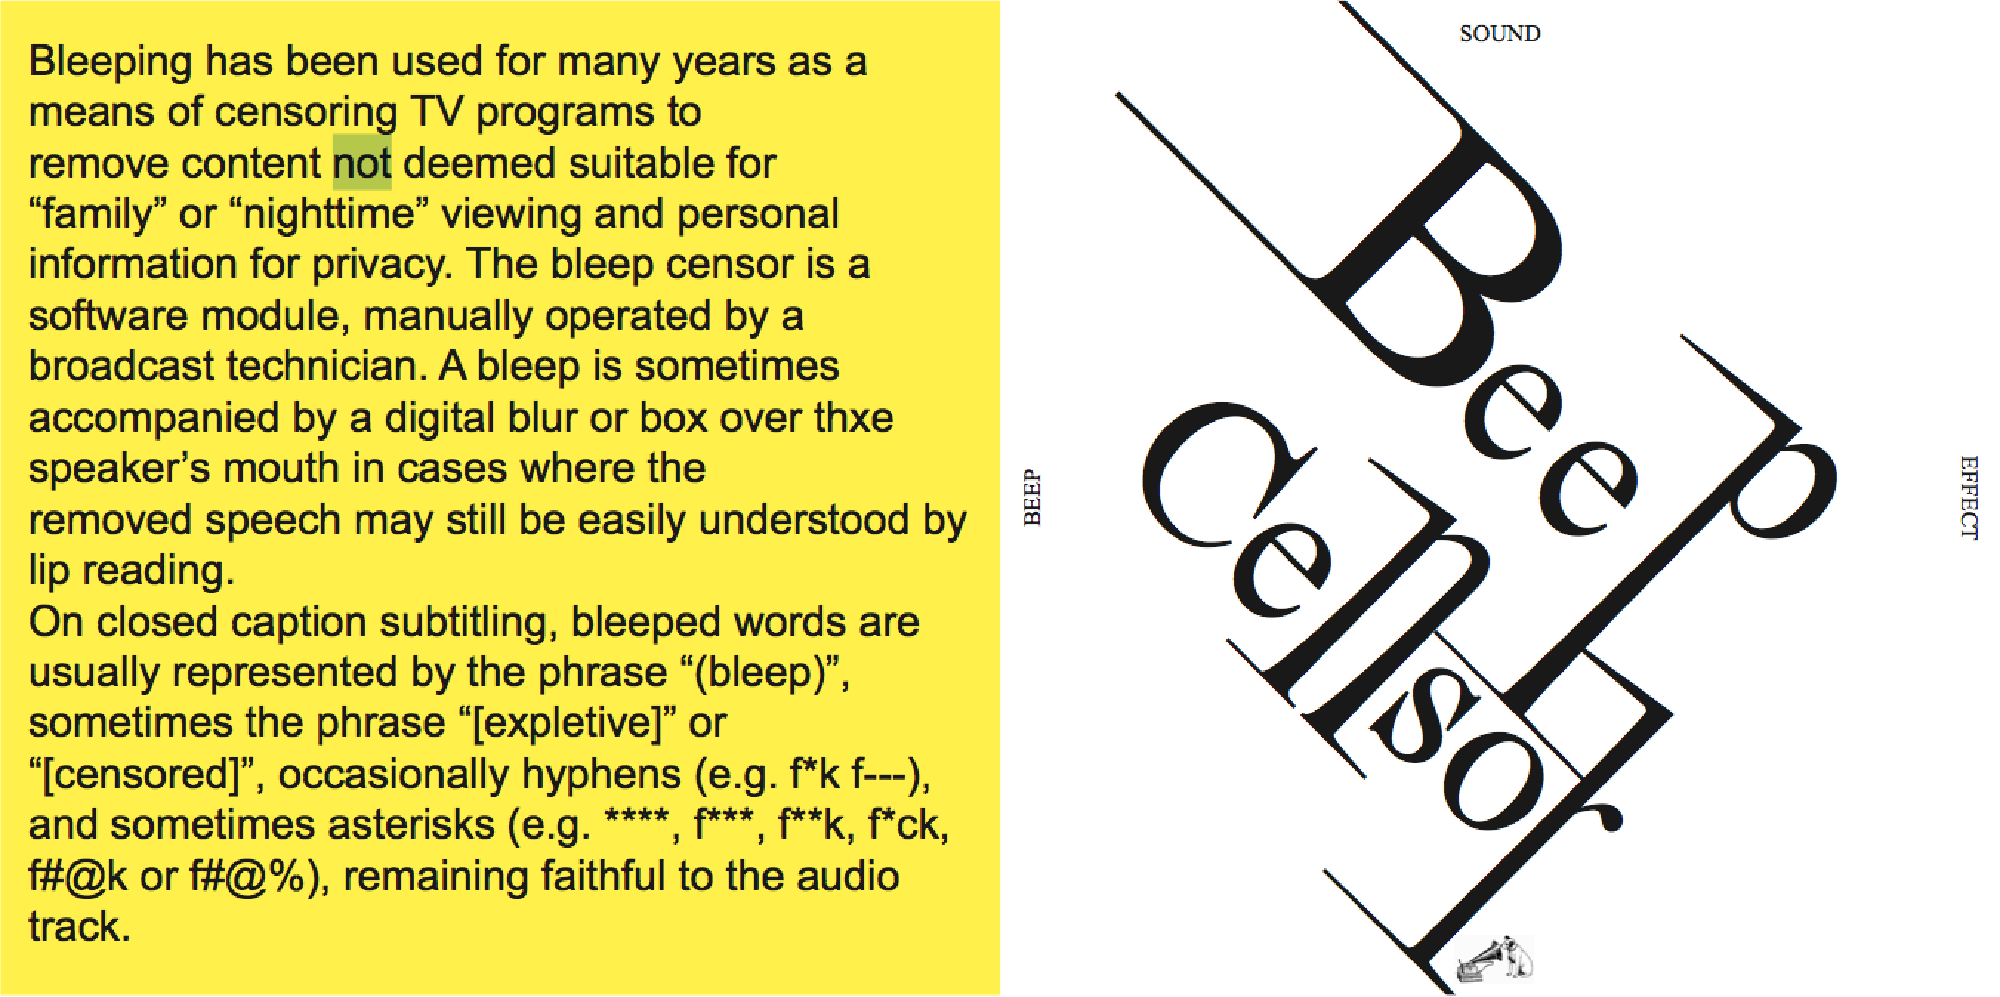 Bleeping has been used for many years as a
means of censoring TV programs to
remove content not deemed suitable for
“family” or “nighttime” viewing and personal
information for privacy. The bleep censor is a
software module, manually operated by a
broadcast technician. A bleep is sometimes
accompanied by a digital blur or box over thxe
speaker’s mouth in cases where the
removed speech may still be easily understood by
lip reading.
On closed caption subtitling, bleeped words are
usually represented by the phrase “(bleep)”,
sometimes the phrase “[expletive]” or
“[censored]”, occasionally hyphens (e.g. f*k f---),
and sometimes asterisks (e.g. ****, f***, f**k, f*ck,
f#@k or f#@%), remaining faithful to the audio
track.
SOUND
Beep
Censor
BEEP
EFFECT